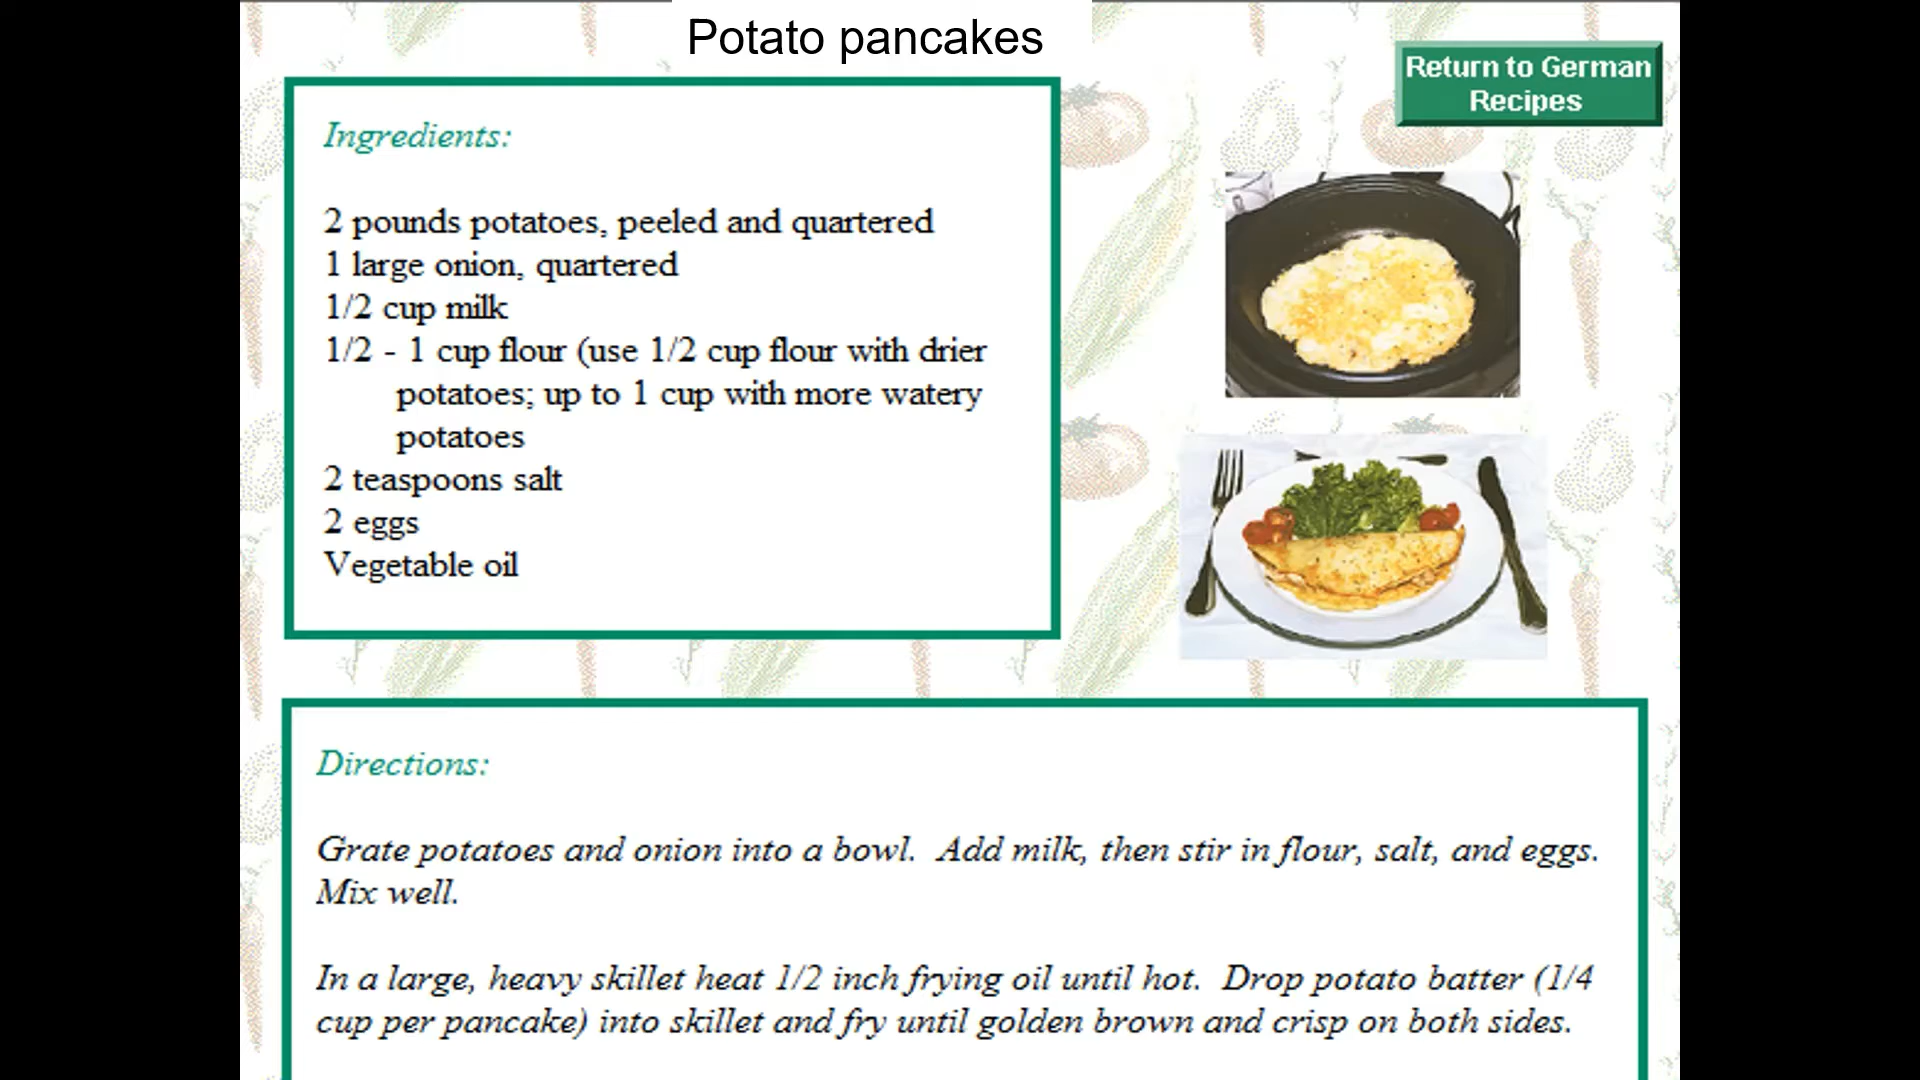 Potato pancakes
Return to German
Recipes
Ingredients:
2 pounds potatoes, peeled and quartered
1 large onion, quartered
1/2 cup milk
1/2 - 1 cup flour (use 1/2 cup flour with drier
potatoes; up to 1 cup with more watery
potatoes
2 teaspoons salt
2 eggs
Vegetable oil
Directions:
Grate potatoes and onion into a bowl.  Add milk, then stir in flour, salt, and eggs.
Mix well.
In a large, heavy skillet heat 1/2 inch frying oil until hot.  Drop potato batter (1/4
cup per pancake) into skillet and fry until golden brown and crisp on both sides.